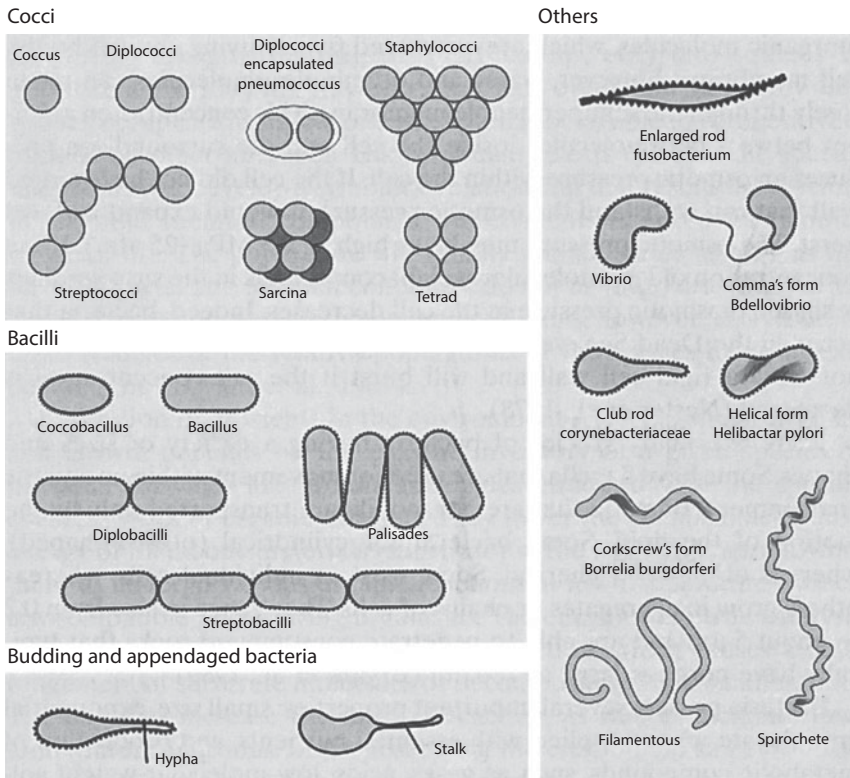 Cocci
Coccus
Diplococci
Diplococci
encapsulated
pneumococcus
Staphylococci
Streptococci
Sarcina
Tetrad
Bacilli
Coccobacillus
Bacillus
Diplobacilli
Palisades
Streptobacilli
Budding and appendaged bacteria
Hypha
Stalk
Others
Enlarged rod
fusobacterium
Vibrio
Comma's form
Bdellovibrio
Club rod
corynebacteriaceae
Helical form
Helibacter pylori
Corkscrew's form
Borrelia burgdorferi
Filamentous
Spirochete